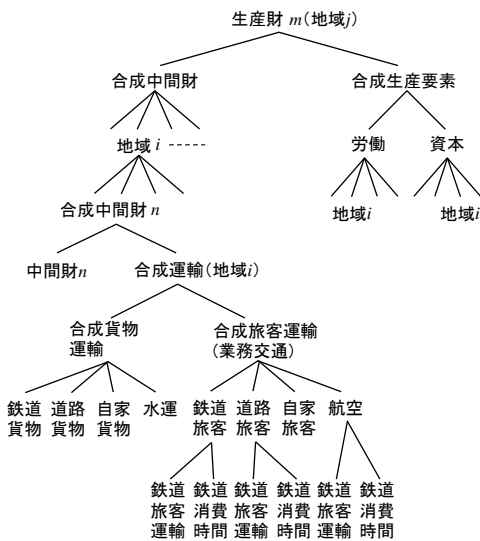 生産財 m(地域j)
合成中間財
合成生産要素
地域 i -----
労働
資本
合成中間財 n
地域i
地域i
中間財n
合成運輸(地域i)
合成貨物
運輸
合成旅客運輸
(業務交通)
鉄道
貨物
道路
貨物
自家
貨物
水運
鉄道
旅客
道路
旅客
自家
旅客
航空
鉄道
旅客
運輸
鉄道
消費
時間
鉄道
旅客
運輸
鉄道
消費
時間
鉄道
旅客
運輸
鉄道
消費
時間